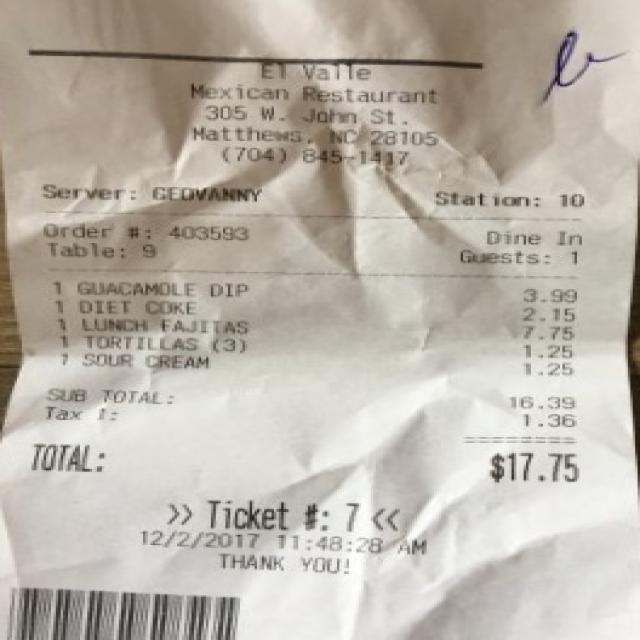 El Valle
Mexican Restaurant
305 W. John St.
Matthews, NC 28105
(704) 845-1417
Server: GEOVANNY Station: 10
Order #: 403593 Dine In
Table: 9 Guests: 1
1 GUACAMOLE DIP 3.99
1 DIET COKE 2.15
1 LUNCH FAJITAS 7.75
1 TORTILLAS (3) 1.25
1 SOUR CREAM 1.25
SUB TOTAL: 16.39
Tax 1: 1.36
TOTAL: $17.75
>> Ticket #: 7 <<
12/2/2017 11:48:28 AM
THANK YOU!